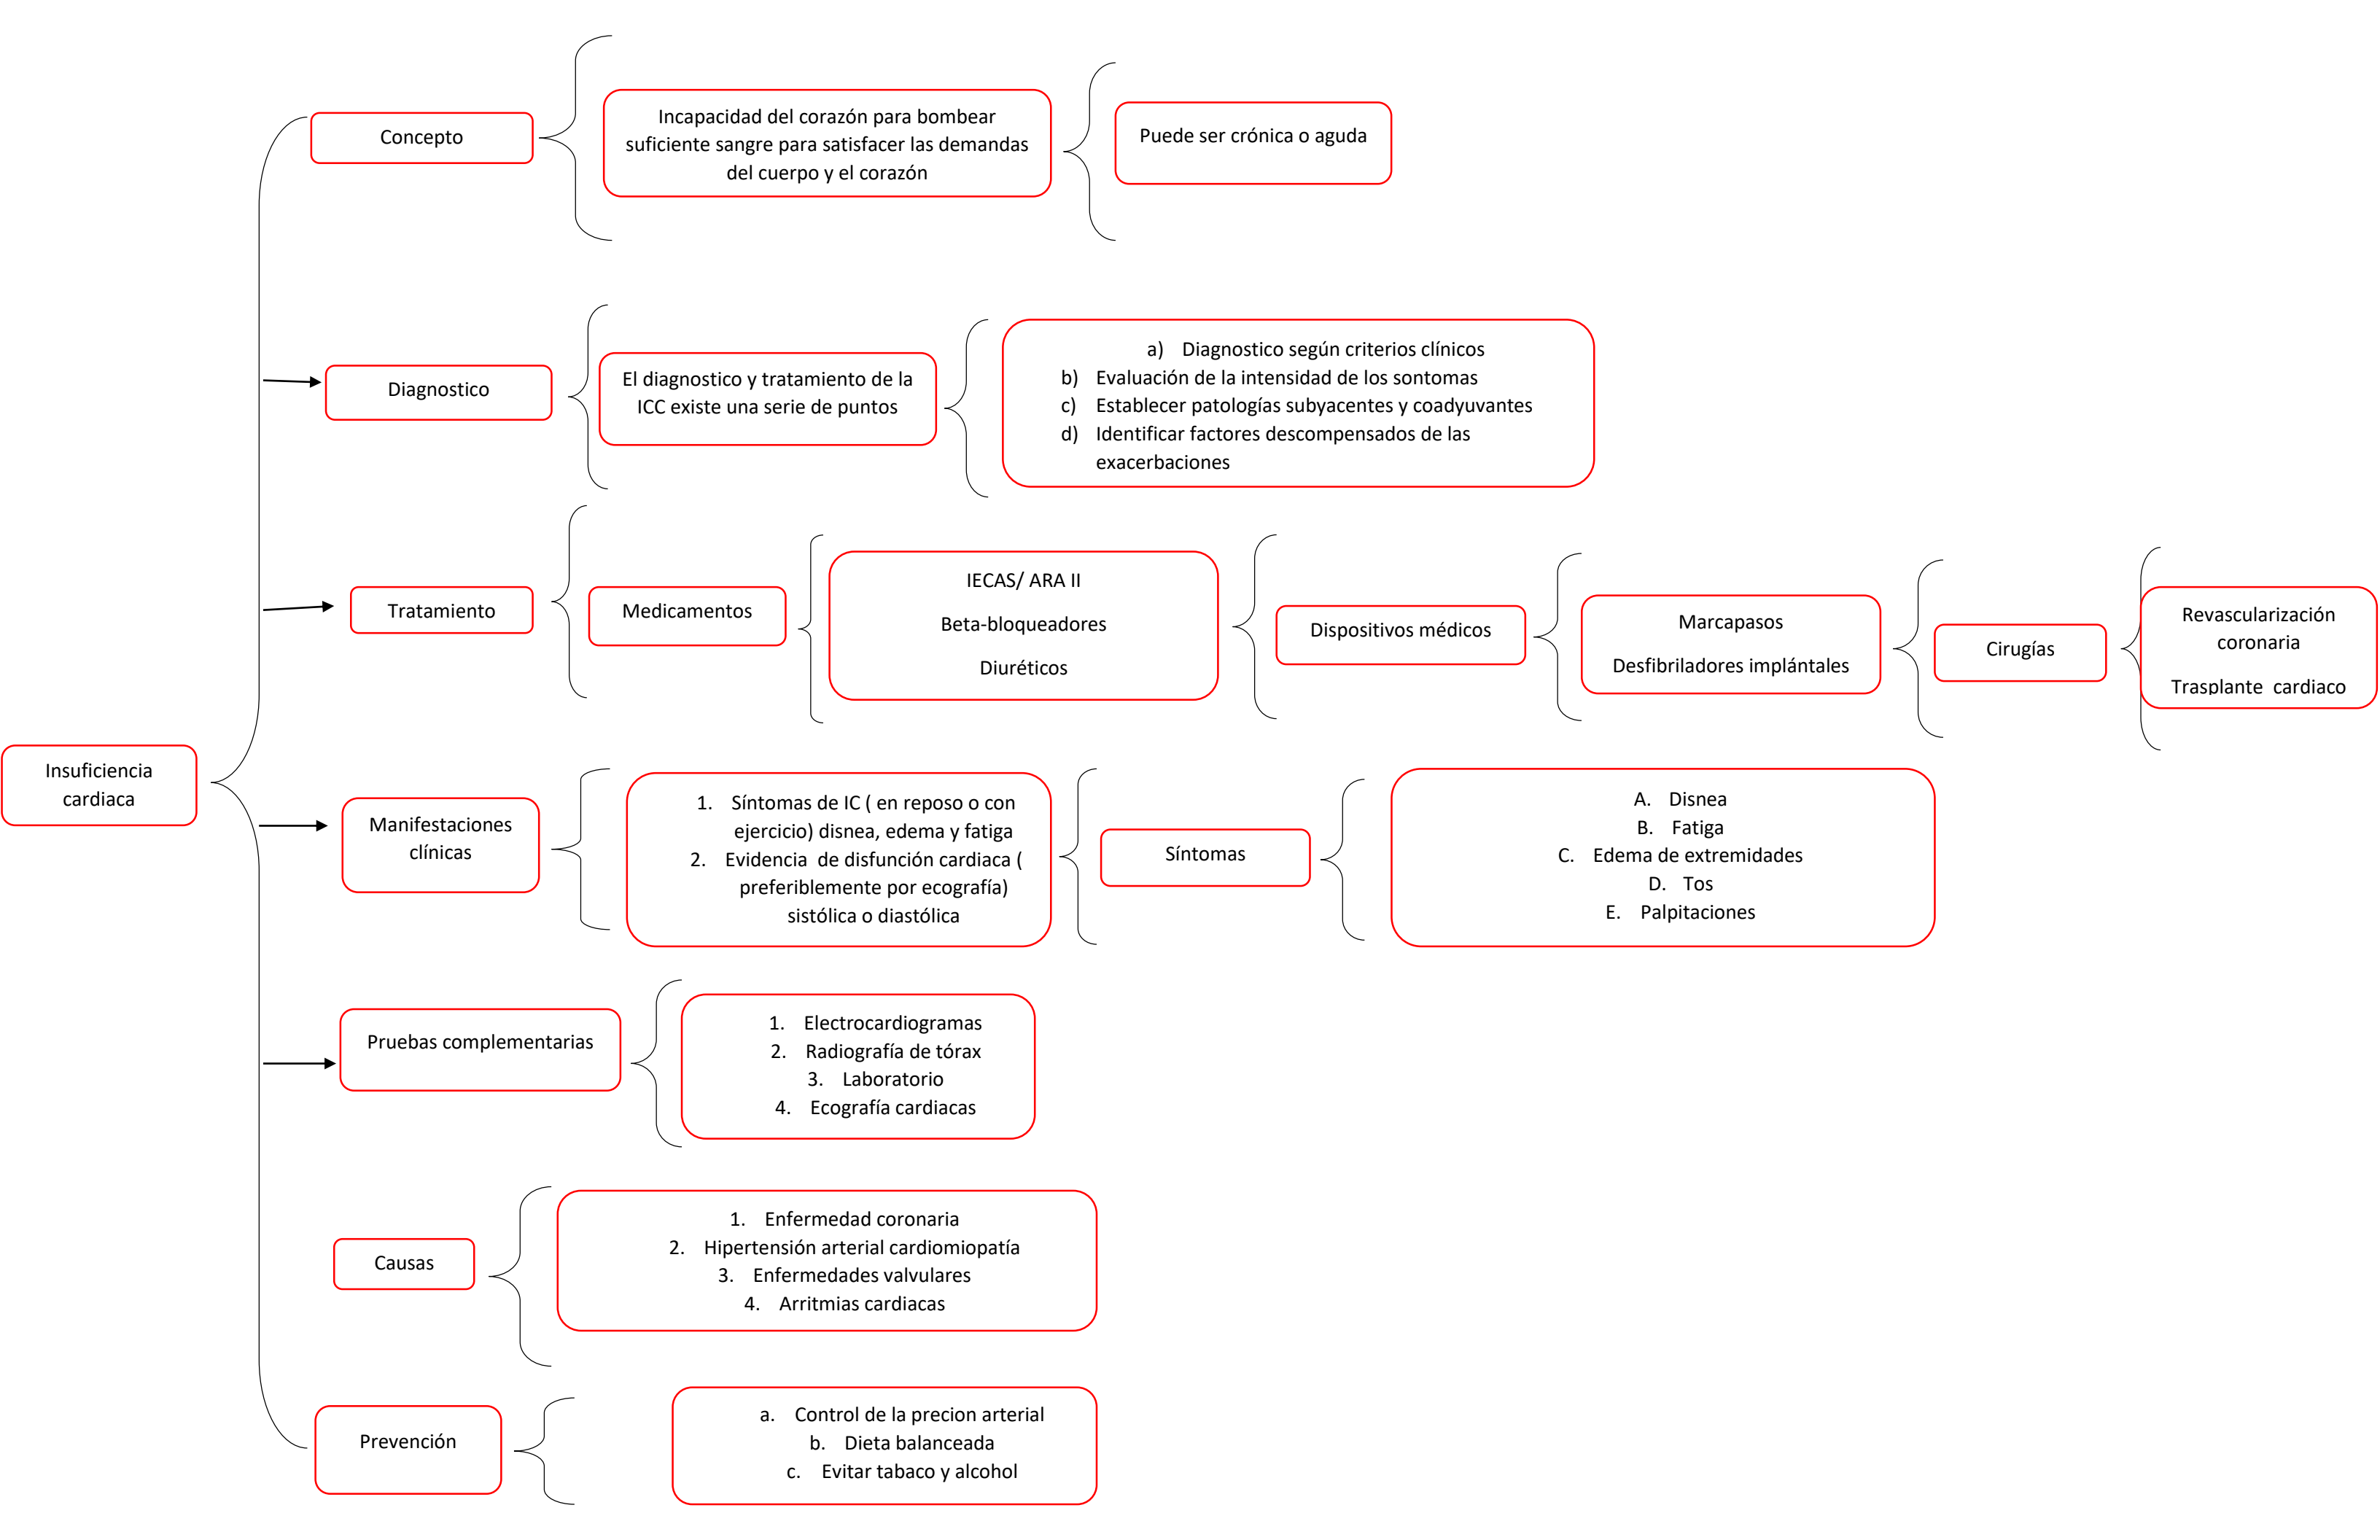 Concepto
Incapacidad del corazón para bombear
suficiente sangre para satisfacer las demandas
del cuerpo y el corazón
Puede ser crónica o aguda
Diagnostico
El diagnostico y tratamiento de la
ICC existe una serie de puntos
a) Diagnostico según criterios clínicos
b) Evaluación de la intensidad de los sontomas
c) Establecer patologías subyacentes y coadyuvantes
d) Identificar factores descompensados de las
exacerbaciones
Tratamiento
Medicamentos
IECAS/ ARA II
Beta-bloqueadores
Diuréticos
Dispositivos médicos
Marcapasos
Desfibriladores implántales
Cirugías
Revascularización
coronaria
Trasplante cardiaco
Insuficiencia
cardiaca
Manifestaciones
clínicas
1. Síntomas de IC ( en reposo o con
ejercicio) disnea, edema y fatiga
2. Evidencia de disfunción cardiaca (
preferiblemente por ecografía)
sistólica o diastólica
Síntomas
A. Disnea
B. Fatiga
C. Edema de extremidades
D. Tos
E. Palpitaciones
Pruebas complementarias
1. Electrocardiogramas
2. Radiografía de tórax
3. Laboratorio
4. Ecografía cardiacas
Causas
1. Enfermedad coronaria
2. Hipertensión arterial cardiomiopatía
3. Enfermedades valvulares
4. Arritmias cardiacas
Prevención
a. Control de la precion arterial
b. Dieta balanceada
c. Evitar tabaco y alcohol